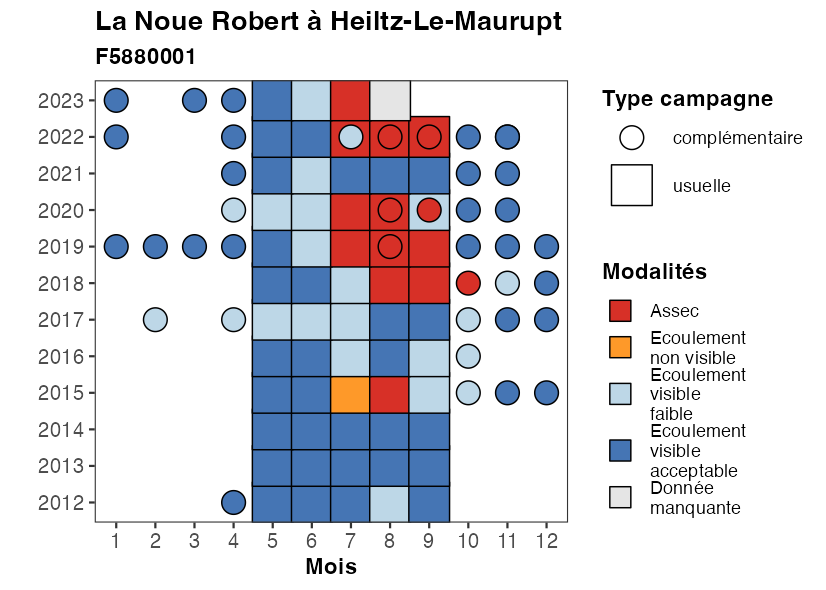 La Noue Robert à Heiltz-Le-Maurupt
F5880001
2023
2022
2021
2020
2019
2018
2017
2016
2015
2014
2013
2012
1 2 3 4 5 6 7 8 9 10 11 12
Mois
Type campagne
complémentaire
usuelle
Modalités
Assec
Ecoulement
non visible
Ecoulement
visible
faible
Ecoulement
visible
acceptable
Donnée
manquante